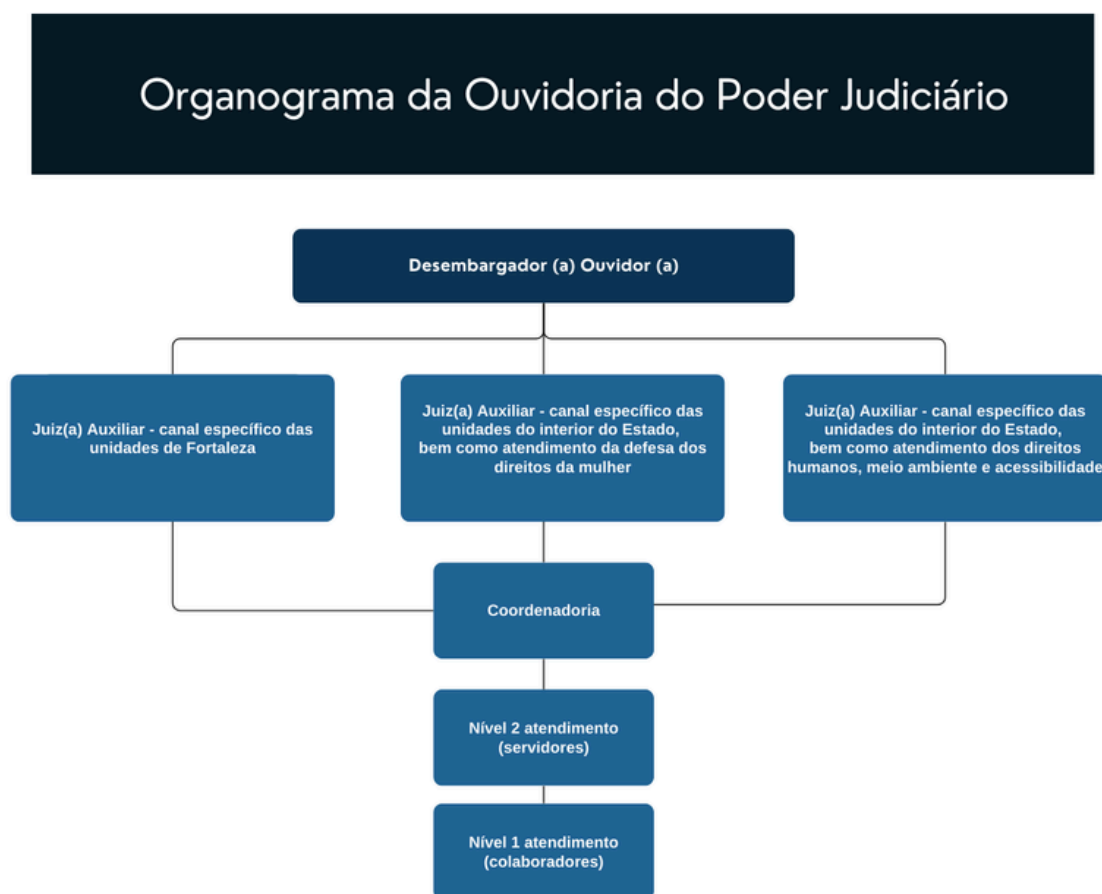 Organograma da Ouvidoria do Poder Judiciário
Desembargador (a) Ouvidor (a)
Juiz(a) Auxiliar - canal específico das
unidades de Fortaleza
Juiz(a) Auxiliar - canal específico das
unidades do interior do Estado,
bem como atendimento da defesa dos
direitos da mulher
Juiz(a) Auxiliar - canal específico das
unidades do interior do Estado,
bem como atendimento dos direitos
humanos, meio ambiente e acessibilidade
Coordenadoria
Nível 2 atendimento
(servidores)
Nível 1 atendimento
(colaboradores)